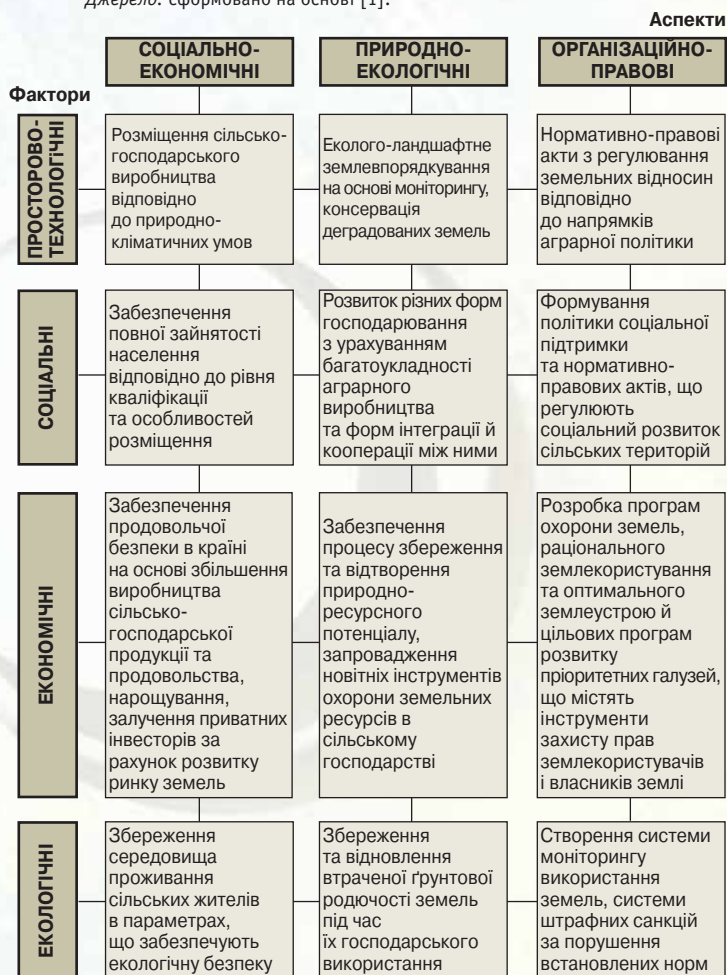 Джерело: сформовано на основі [1].
Аспекти
СОЦІАЛЬНО-
ЕКОНОМІЧНІ
ПРИРОДНО-
ЕКОЛОГІЧНІ
ОРГАНІЗАЦІЙНО-
ПРАВОВІ
Фактори
ПРОСТОРОВО-
ТЕХНОЛОГІЧНІ
Розміщення сільсько-
господарського
виробництва
відповідно
до природно-
кліматичних умов
Еколого-ландшафтне
землевпорядкування
на основі моніторингу,
консервація
деградованих земель
Нормативно-правові
акти з регулювання
земельних відносин
відповідно
до напрямків
аграрної політики
СОЦІАЛЬНІ
Забезпечення
повної зайнятості
населення
відповідно до рівня
кваліфікації
та особливостей
розміщення
Розвиток різних форм
господарювання
з урахуванням
багатоукладності
аграрного
виробництва
та форм інтеграції й
кооперації між ними
Формування
політики соціальної
підтримки
та нормативно-
правових актів, що
регулюють
соціальний розвиток
сільських територій
ЕКОНОМІЧНІ
Забезпечення
продовольчої
безпеки в країні
на основі збільшення
виробництва
сільсько-
господарської
продукції та
продовольства,
нарощування,
залучення приватних
інвесторів за
рахунок розвитку
ринку земель
Забезпечення
процесу збереження
та відтворення
природно-
ресурсного
потенціалу,
запровадження
новітніх інструментів
охорони земельних
ресурсів в
сільському
господарстві
Розробка програм
охорони земель,
раціонального
землекористування
та оптимального
землеустрою й
цільових програм
розвитку
пріоритетних галузей,
що містять
інструменти
захисту прав
землекористувачів
і власників землі
ЕКОЛОГІЧНІ
Збереження
середовища
проживання
сільських жителів
в параметрах,
що забезпечують
екологічну безпеку
Збереження
та відновлення
втраченої ґрунтової
родючості земель
під час
їх господарського
використання
Створення системи
моніторингу
використання
земель, системи
штрафних санкцій
за порушення
встановлених норм